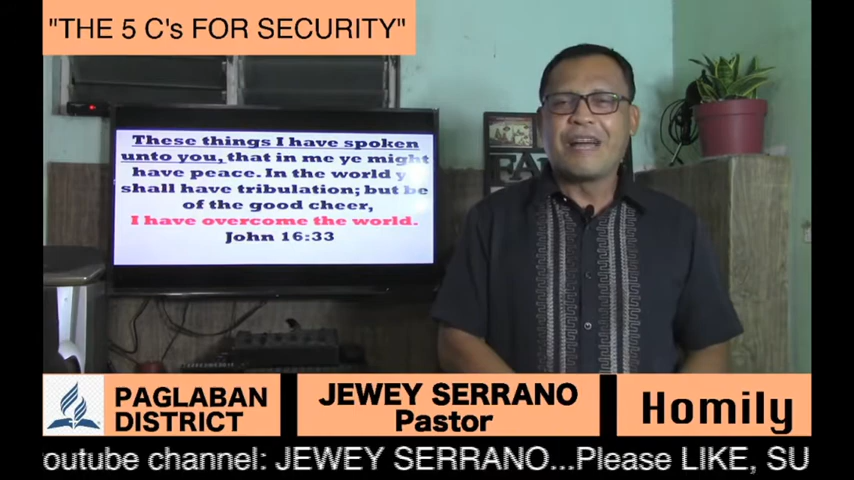 "THE 5 C's FOR SECURITY"
These things I have spoken
unto you, that in me ye might
have peace. In the world y
shall have tribulation; but be
of the good cheer,
I have overcome the world.
John 16:33
FA
PAGLABAN
DISTRICT
JEWEY SERRANO
Pastor
Homily
outube channel: JEWEY SERRANO...Please LIKE, SU